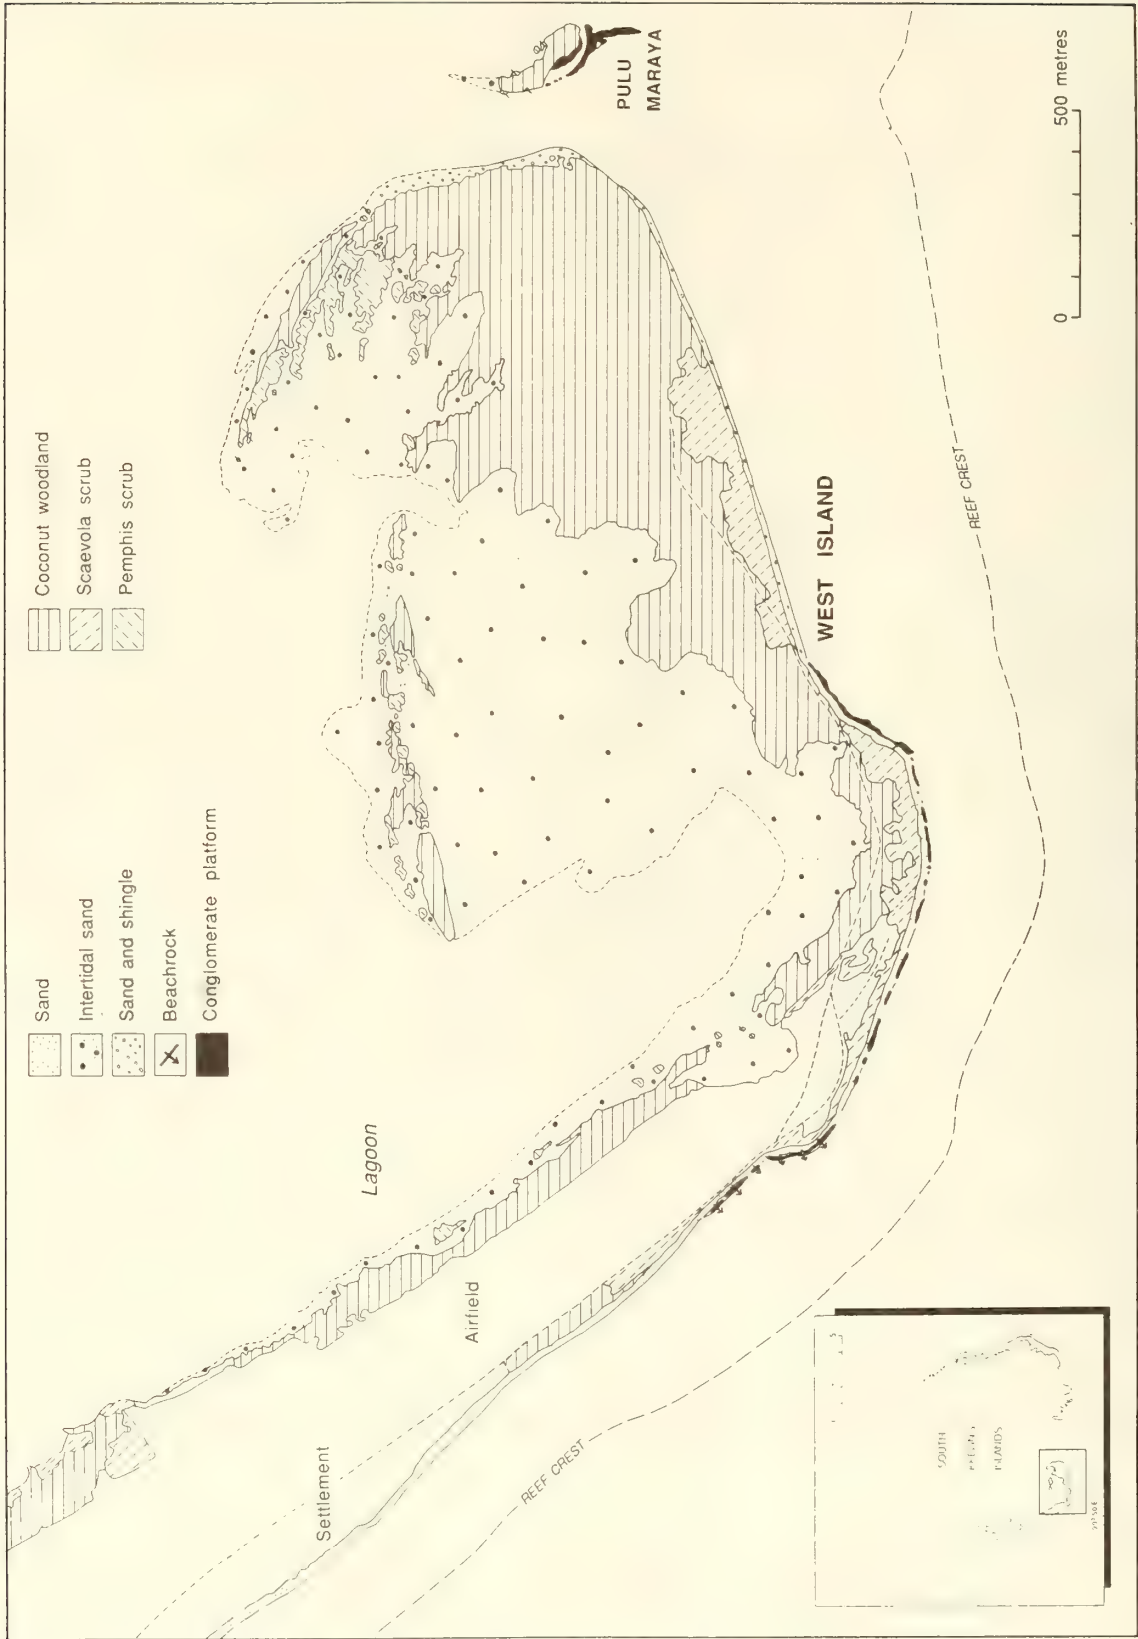 Sand
Intertidal sand
Sand and shingle
Beachrock
Conglomerate platform
Coconut woodland
Scaevola scrub
Pemphis scrub
Lagoon
Airfield
Settlement
REEF CREST
REEF CREST
WEST ISLAND
PULU
MARAYA
0
500 metres
SOUTH
ISLANDS